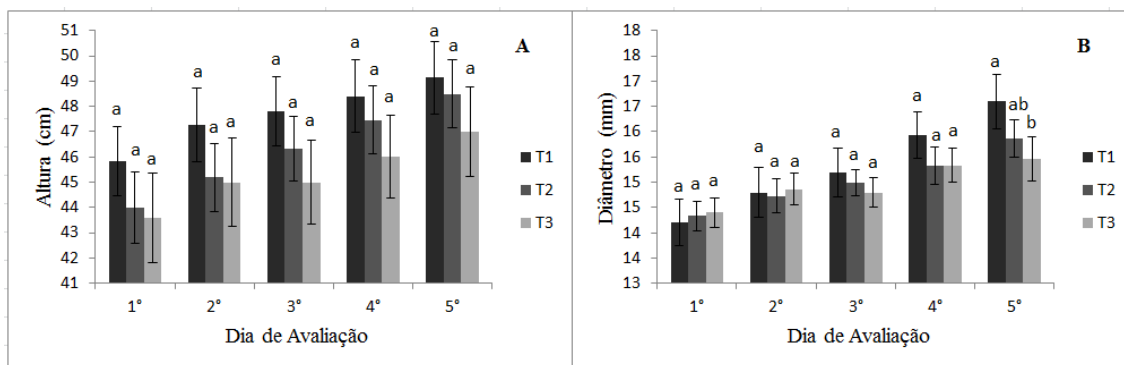 A
Altura (cm)
51
50
49
48
47
46
45
44
43
42
41
a a a
a a a
a a a
a a a
a a a
1° 2° 3° 4° 5°
Dia de Avaliação
T1
T2
T3
B
Diâmetro (mm)
18
17
17
16
16
15
15
14
14
13
a a a
a a a
a a a
a a a
a ab b
1° 2° 3° 4° 5°
Dia de Avaliação
T1
T2
T3